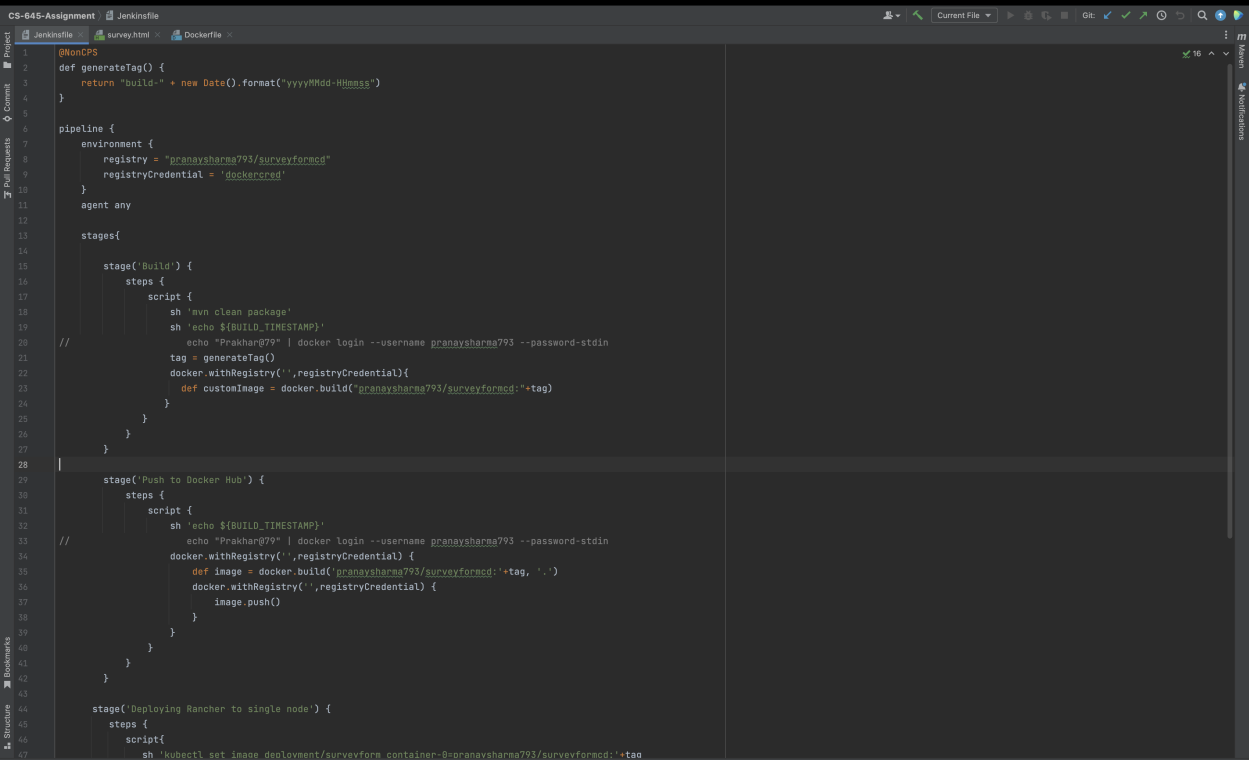 CS-645-Assignment Jenkinsfile
Current File
Git:
Jenkinsfile
survey.html
Dockerfile
Project
Commit
Pull Requests
Bookmarks
Structure
Maven
Notifications
16
1 @NonCPS
2 def generateTag() {
3 return "build-" + new Date().format("yyyyMMdd-HHmmss")
4 }
5
6 pipeline {
7 environment {
8 registry = "pranaysharma793/surveyformcd"
9 registryCredential = 'dockercred'
10 }
11 agent any
12
13 stages{
14
15 stage('Build') {
16 steps {
17 script {
18 sh 'mvn clean package'
19 sh 'echo ${BUILD_TIMESTAMP}'
20 // echo "Prakhar@79" | docker login --username pranaysharma793 --password-stdin
21 tag = generateTag()
22 docker.withRegistry('',registryCredential){
23 def customImage = docker.build("pranaysharma793/surveyformcd:"+tag)
24 }
25 }
26 }
27 }
28
29 stage('Push to Docker Hub') {
30 steps {
31 script {
32 sh 'echo ${BUILD_TIMESTAMP}'
33 // echo "Prakhar@79" | docker login --username pranaysharma793 --password-stdin
34 docker.withRegistry('',registryCredential) {
35 def image = docker.build('pranaysharma793/surveyformcd:'+tag, '.')
36 docker.withRegistry('',registryCredential) {
37 image.push()
38 }
39 }
40 }
41 }
42 }
43
44 stage('Deploying Rancher to single node') {
45 steps {
46 script{
47 sh 'kubectl set image deployment/surveyform container-0=pranaysharma793/surveyformcd:'+tag